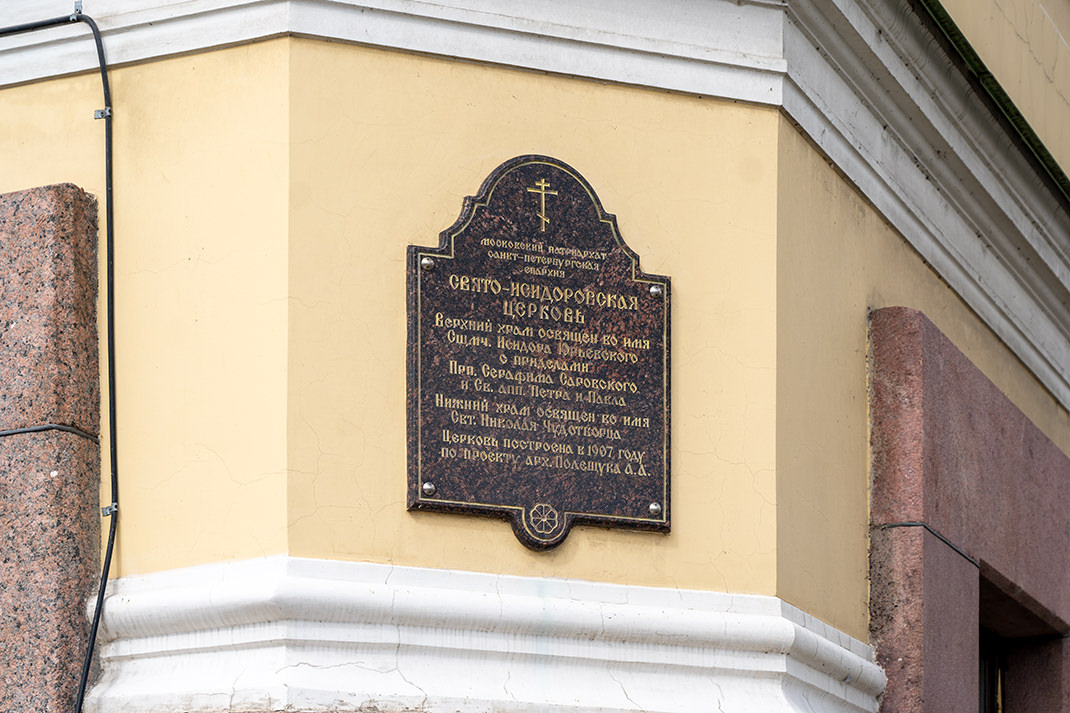 Московский Патриархат
Санкт-Петербургская
епархия
Свято-Исидоровская
церковь
Верхний храм освящен во имя
Сщмч. Исидора Юрьевского
с приделами:
Прп. Серафима Саровского
и Св. апп. Петра и Павла
Нижний храм освящен во имя
Свт. Николая Чудотворца
Церковь построена в 1907 году
по проекту арх. Полещука А.А.